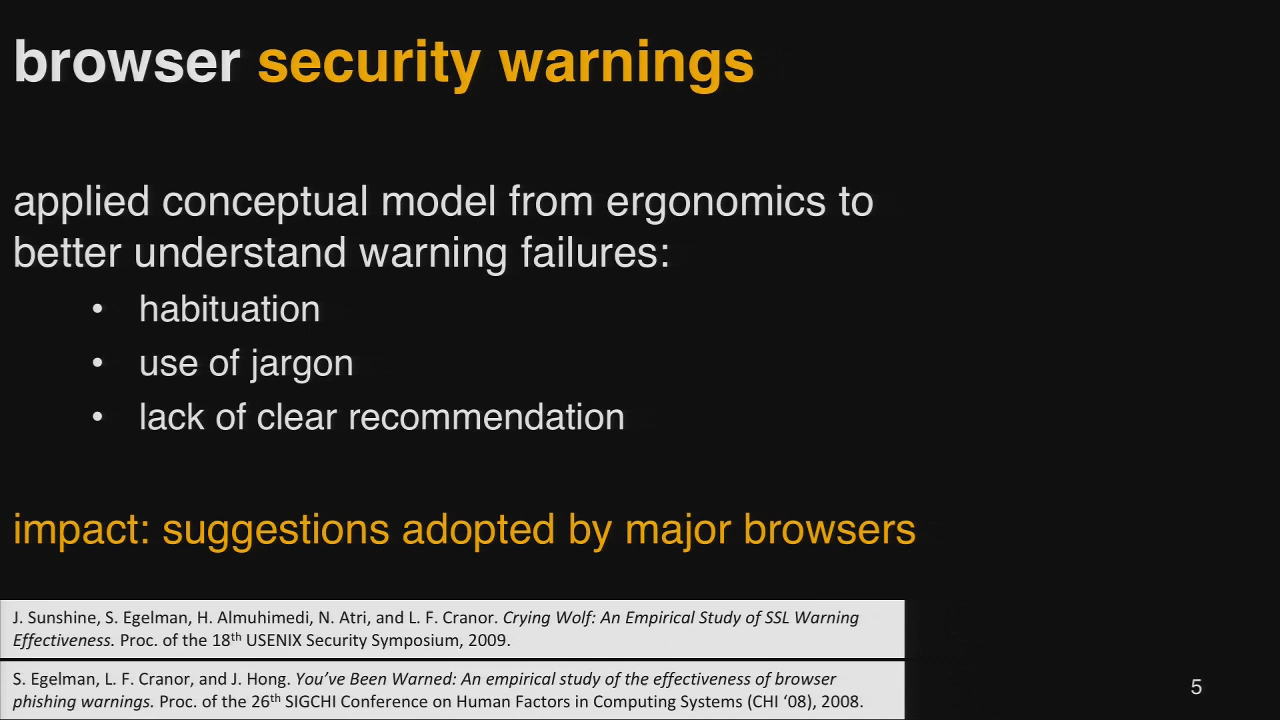 browser security warnings
applied conceptual model from ergonomics to
better understand warning failures:
• habituation
• use of jargon
• lack of clear recommendation
impact: suggestions adopted by major browsers
J. Sunshine, S. Egelman, H. Almuhimedi, N. Atri, and L. F. Cranor. Crying Wolf: An Empirical Study of SSL Warning
Effectiveness. Proc. of the 18th USENIX Security Symposium, 2009.
S. Egelman, L. F. Cranor, and J. Hong. You’ve Been Warned: An empirical study of the effectiveness of browser
phishing warnings. Proc. of the 26th SIGCHI Conference on Human Factors in Computing Systems (CHI ‘08), 2008.
5